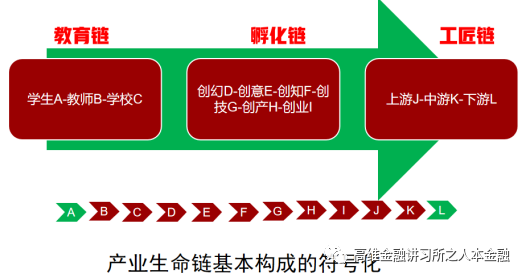 教育链 孵化链 工匠链
学生A-教师B-学校C
创幻D-创意E-创知F-创
技G-创产H-创业I
上游J-中游K-下游L
A B C D E F G H I J K L
高维金融讲习所之人本金融
产业生命链基本构成的符号化